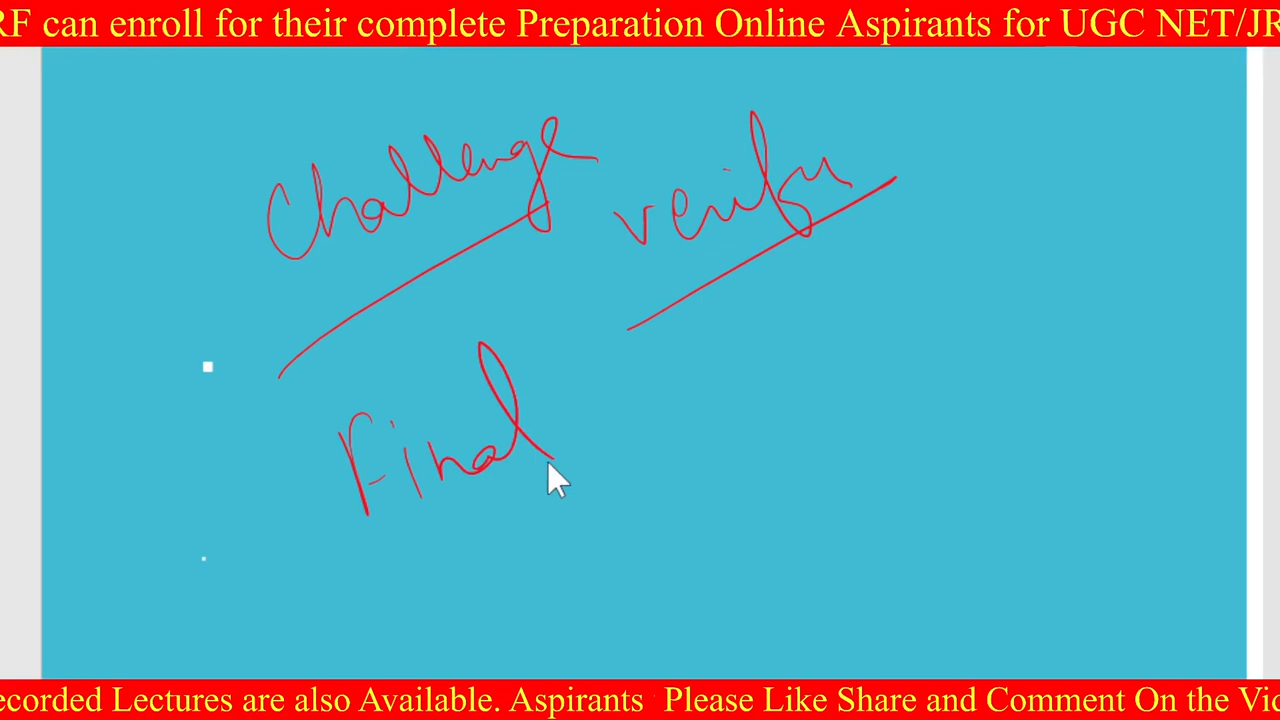 RF can enroll for their complete Preparation Online Aspirants for UGC NET/JR
Challenge verify
Final
ecorded Lectures are also Available. Aspirants Please Like Share and Comment On the Vid